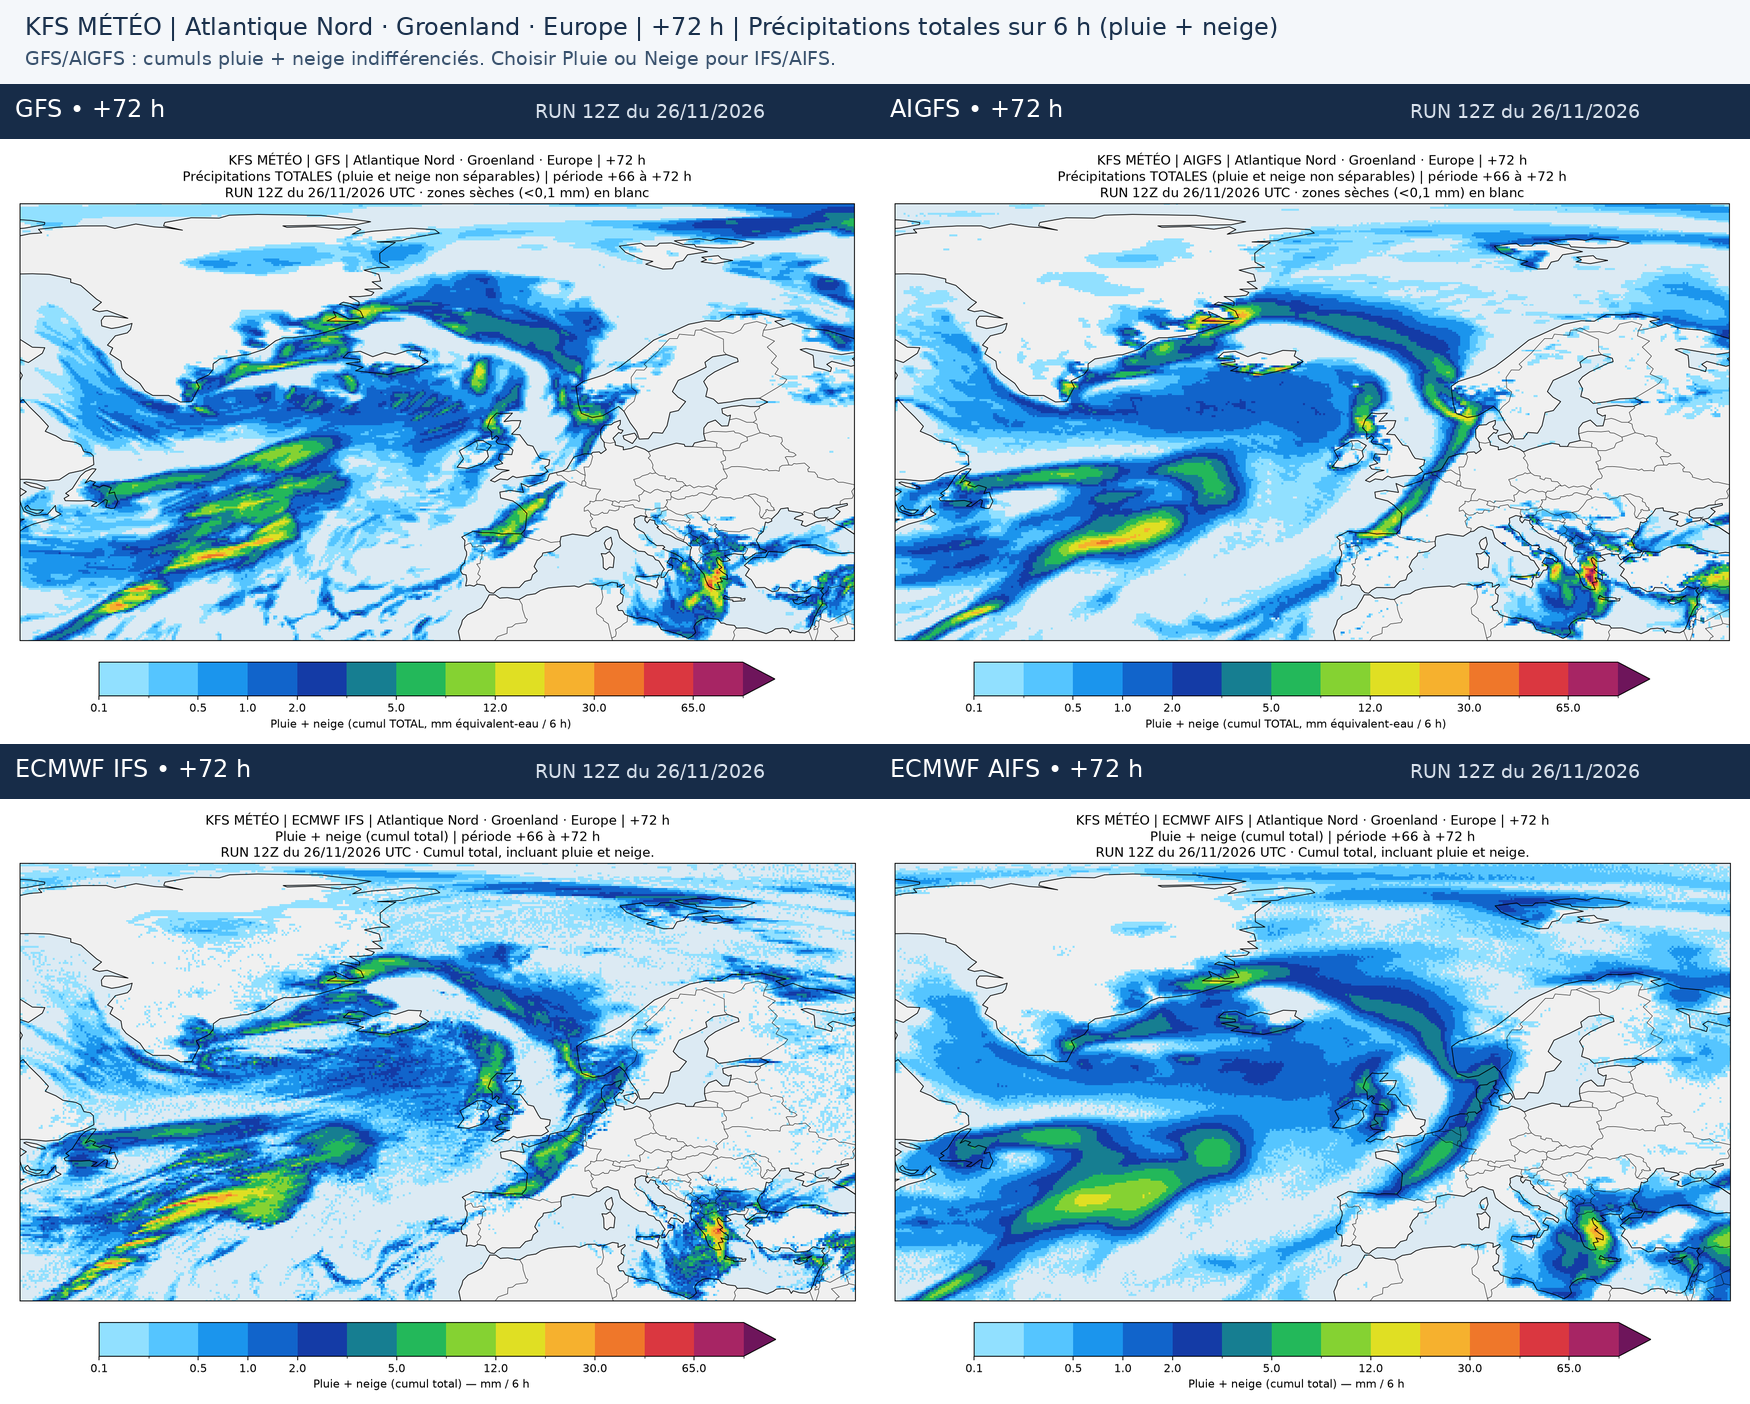 KFS MÉTÉO | Atlantique Nord · Groenland · Europe | +72 h | Précipitations totales sur 6 h (pluie + neige)
GFS/AIGFS : cumuls pluie + neige indifférenciés. Choisir Pluie ou Neige pour IFS/AIFS.
GFS • +72 h
RUN 12Z du 26/11/2026
AIGFS • +72 h
RUN 12Z du 26/11/2026
KFS MÉTÉO | GFS | Atlantique Nord · Groenland · Europe | +72 h
Précipitations TOTALES (pluie et neige non séparables) | période +66 à +72 h
RUN 12Z du 26/11/2026 UTC · zones sèches (<0,1 mm) en blanc
KFS MÉTÉO | AIGFS | Atlantique Nord · Groenland · Europe | +72 h
Précipitations TOTALES (pluie et neige non séparables) | période +66 à +72 h
RUN 12Z du 26/11/2026 UTC · zones sèches (<0,1 mm) en blanc
0.1 0.5 1.0 2.0 5.0 12.0 30.0 65.0
Pluie + neige (cumul TOTAL, mm équivalent-eau / 6 h)
0.1 0.5 1.0 2.0 5.0 12.0 30.0 65.0
Pluie + neige (cumul TOTAL, mm équivalent-eau / 6 h)
ECMWF IFS • +72 h
RUN 12Z du 26/11/2026
ECMWF AIFS • +72 h
RUN 12Z du 26/11/2026
KFS MÉTÉO | ECMWF IFS | Atlantique Nord · Groenland · Europe | +72 h
Pluie + neige (cumul total) | période +66 à +72 h
RUN 12Z du 26/11/2026 UTC · Cumul total, incluant pluie et neige.
KFS MÉTÉO | ECMWF AIFS | Atlantique Nord · Groenland · Europe | +72 h
Pluie + neige (cumul total) | période +66 à +72 h
RUN 12Z du 26/11/2026 UTC · Cumul total, incluant pluie et neige.
0.1 0.5 1.0 2.0 5.0 12.0 30.0 65.0
Pluie + neige (cumul total) — mm / 6 h
0.1 0.5 1.0 2.0 5.0 12.0 30.0 65.0
Pluie + neige (cumul total) — mm / 6 h